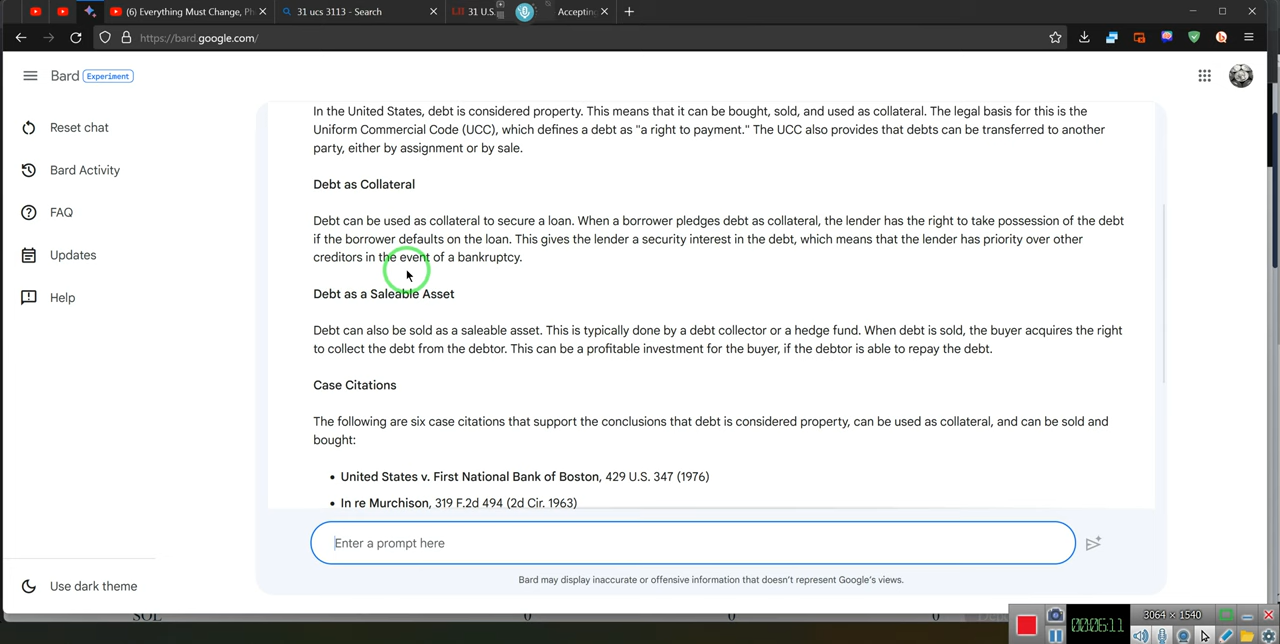 (6) Everything Must Change, P
31 ucs 3113 - Search
31 U.S.
Accepting
https://bard.google.com/
Bard Experiment
Reset chat
Bard Activity
FAQ
Updates
Help
Use dark theme
In the United States, debt is considered property. This means that it can be bought, sold, and used as collateral. The legal basis for this is the
Uniform Commercial Code (UCC), which defines a debt as "a right to payment." The UCC also provides that debts can be transferred to another
party, either by assignment or by sale.
Debt as Collateral
Debt can be used as collateral to secure a loan. When a borrower pledges debt as collateral, the lender has the right to take possession of the debt
if the borrower defaults on the loan. This gives the lender a security interest in the debt, which means that the lender has priority over other
creditors in the event of a bankruptcy.
Debt as a Saleable Asset
Debt can also be sold as a saleable asset. This is typically done by a debt collector or a hedge fund. When debt is sold, the buyer acquires the right
to collect the debt from the debtor. This can be a profitable investment for the buyer, if the debtor is able to repay the debt.
Case Citations
The following are six case citations that support the conclusions that debt is considered property, can be used as collateral, and can be sold and
bought:
• United States v. First National Bank of Boston, 429 U.S. 347 (1976)
• In re Murchison, 319 F.2d 494 (2d Cir. 1963)
Enter a prompt here
Bard may display inaccurate or offensive information that doesn't represent Google's views.
SOL 0 0 0
000611
3064 × 1540